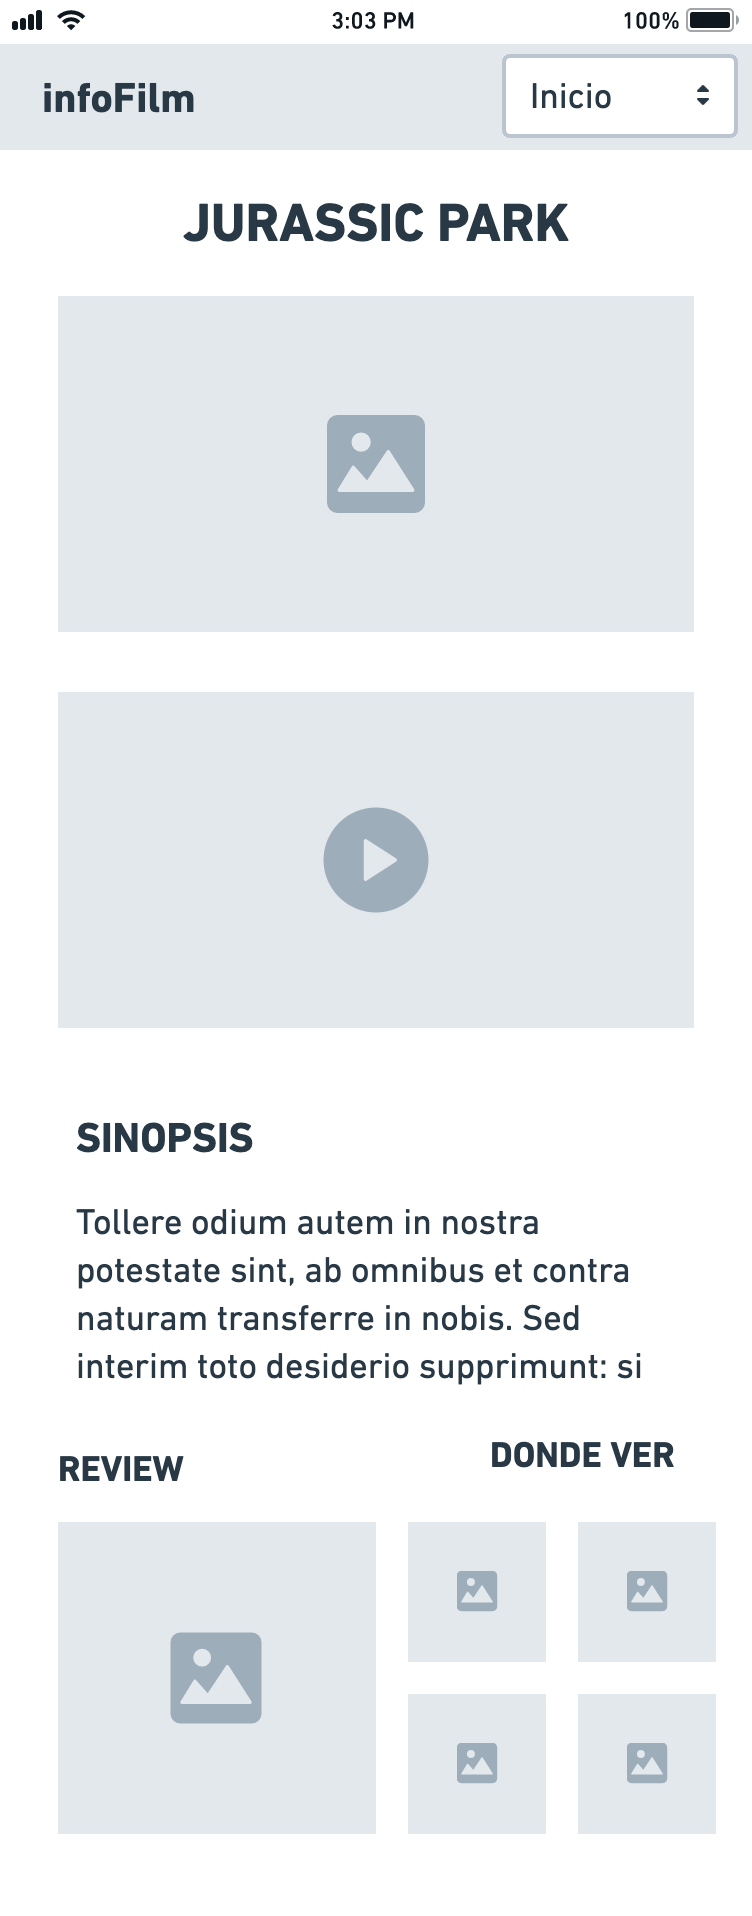 3:03 PM
100%
infoFilm
Inicio
JURASSIC PARK
SINOPSIS
Tollere odium autem in nostra
potestate sint, ab omnibus et contra
naturam transferre in nobis. Sed
interim toto desiderio supprimunt: si
REVIEW
DONDE VER